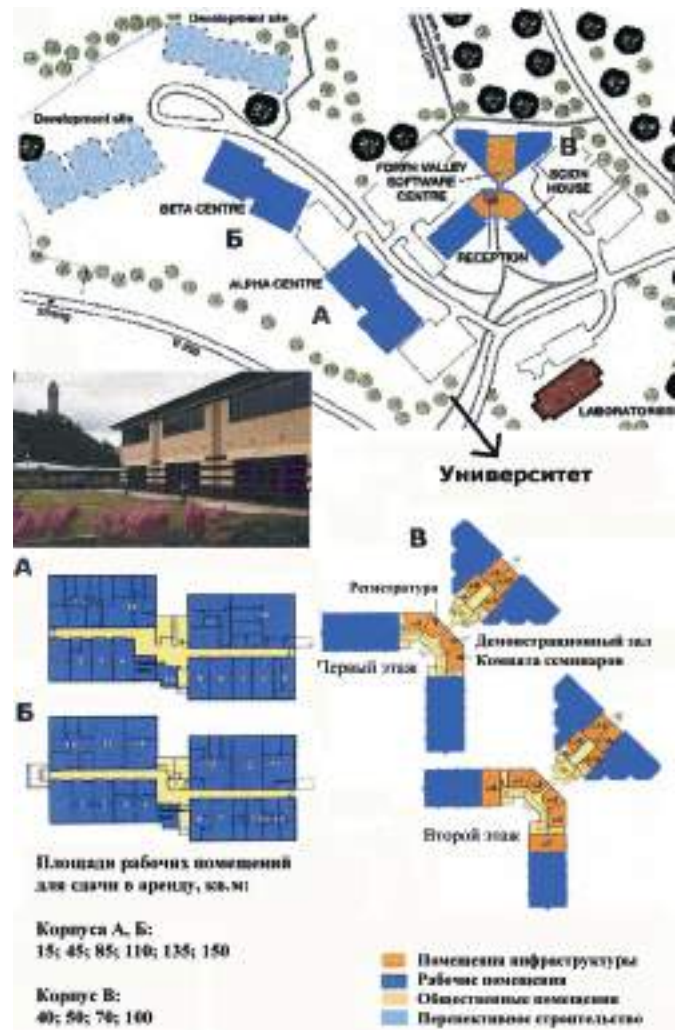 Development site
Development site
BETA CENTRE
Б
ALPHA CENTRE
А
FORTH VALLEY
SOFTWARE
CENTRE
В
SCION
HOUSE
RECEPTION
LABORATORIES
Университет
А
В
Регистратура
Демонстрационный зал
Комната семинаров
Первый этаж
Б
Второй этаж
Площади рабочих помещений
для сдачи в аренду, кв.м:
Корпуса А, Б:
15; 45; 85; 110; 135; 150
Корпус В:
40; 50; 70; 100
Помещения инфраструктуры
Рабочие помещения
Общественные помещения
Перспективное строительство